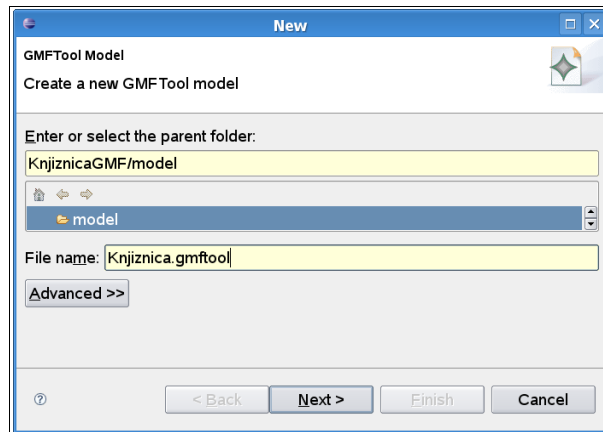 New
GMFTool Model
Create a new GMFTool model
Enter or select the parent folder:
KnjiznicaGMF/model
model
File name: Knjiznica.gmftool
Advanced >>
< Back Next > Finish Cancel